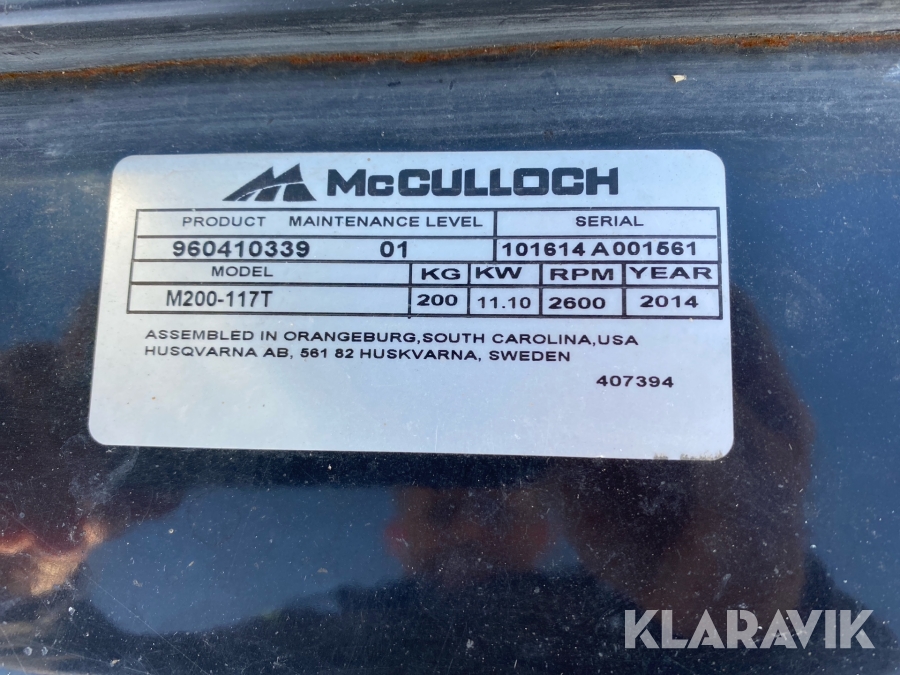 McCULLOCH
PRODUCT MAINTENANCE LEVEL SERIAL
960410339 01 101614 A 001561
MODEL KG KW RPM YEAR
M200-117T 200 11.10 2600 2014
ASSEMBLED IN ORANGEBURG,SOUTH CAROLINA,USA
HUSQVARNA AB, 561 82 HUSKVARNA, SWEDEN
407394
KLARAVIK